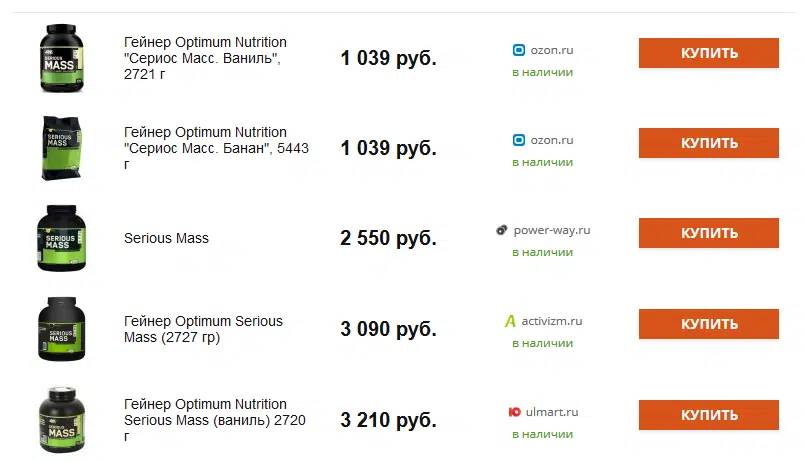 Гейнер Optimum Nutrition
"Сериос Масс. Ваниль",
2721 г
1 039 руб.
ozon.ru
в наличии
КУПИТЬ
Гейнер Optimum Nutrition
"Сериос Масс. Банан", 5443
г
1 039 руб.
ozon.ru
в наличии
КУПИТЬ
Serious Mass
2 550 руб.
power-way.ru
в наличии
КУПИТЬ
Гейнер Optimum Serious
Mass (2727 гр)
3 090 руб.
activizm.ru
в наличии
КУПИТЬ
Гейнер Optimum Nutrition
Serious Mass (ваниль) 2720
г
3 210 руб.
ulmart.ru
в наличии
КУПИТЬ
SERIOUS
MASS
SERIOUS
MASS
SERIOUS
MASS
SERIOUS
MASS
SERIOUS
MASS